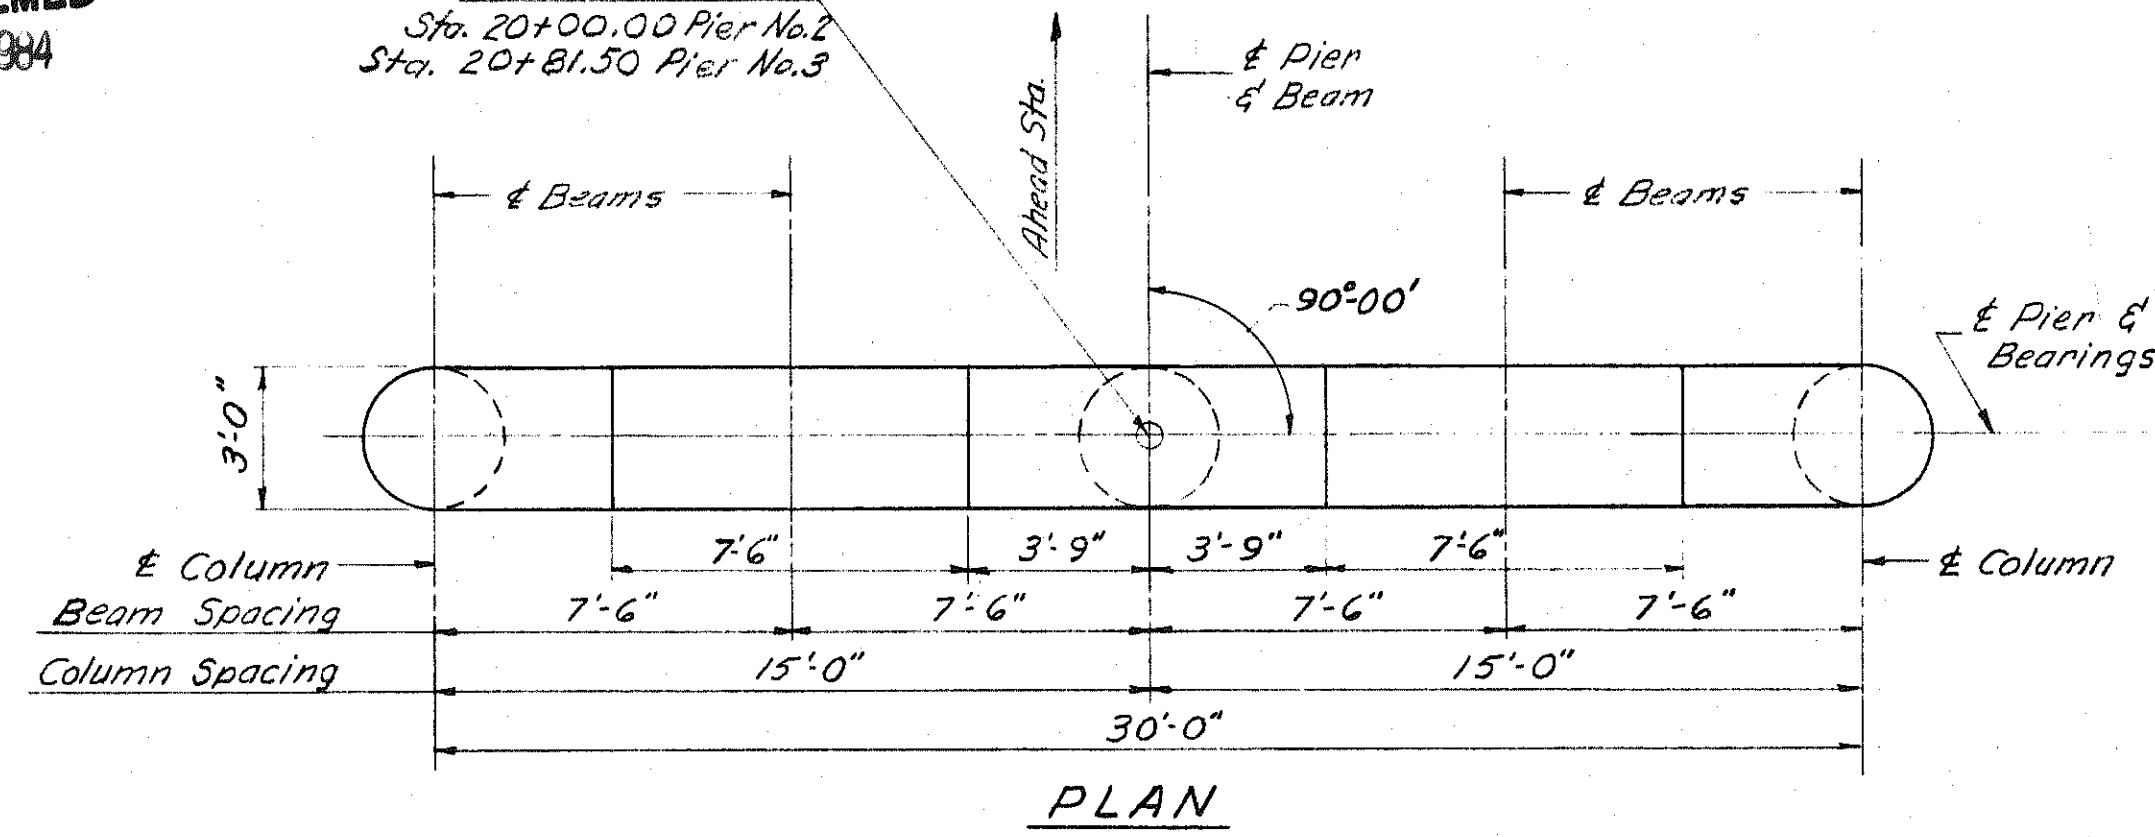 984
Sta. 20+00.00 Pier No.2
Sta. 20+81.50 Pier No.3
Ahead Sta.
℄ Pier
& Beam
℄ Beams
℄ Beams
90°-00'
℄ Pier &
Bearings
3'-0"
7'-6"
3'-9"
3'-9"
7'-6"
℄ Column
℄ Column
Beam Spacing
7'-6"
7'-6"
7'-6"
7'-6"
Column Spacing
15'-0"
15'-0"
30'-0"
PLAN